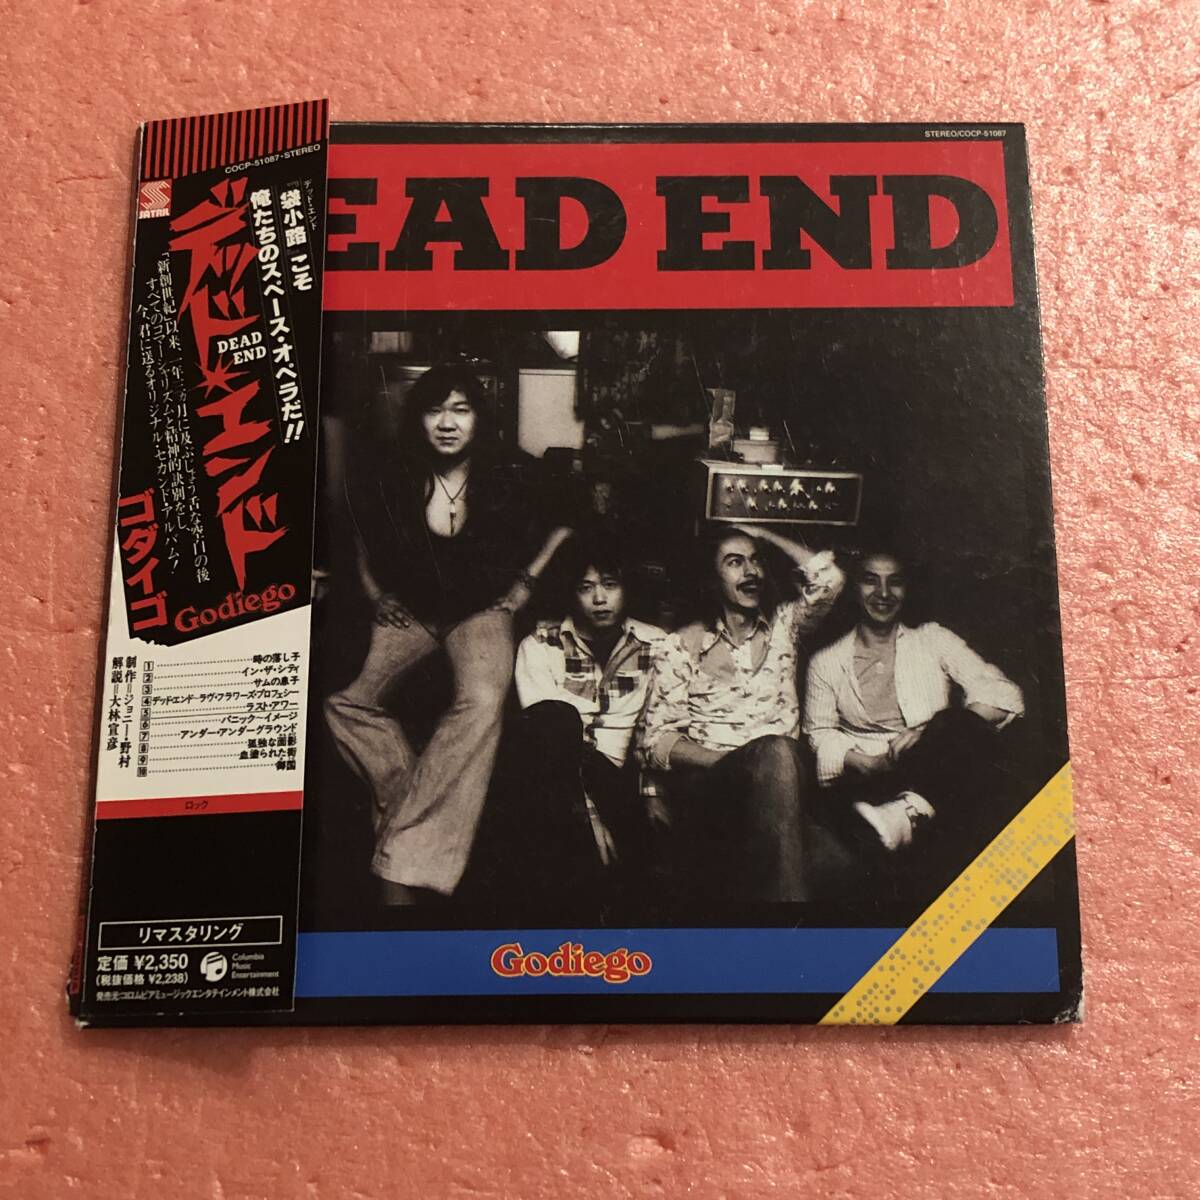 COCP-51087・STEREO
SATRIL
デッド★エンド
DEAD
END
デッド・エンド
袋小路こそ
俺たちのスペース・オペラだ!!
「新創世紀」以来、一年三ヵ月に及ぶじょう舌な空白の後
すべてのコマーシャリズムと精神的訣別をし、
今、君に送るオリジナル・セカンド・アルバム!
ゴダイゴ
Godiego
1 時の落し子
2 イン・ザ・シティ
3 サムの息子
4 デッド・エンド〜ラヴ・フラワーズ・プロフェシー
5 ラスト・アワー
6 パニック〜イメージ
7 アンダー・アンダーグラウンド
8 孤独な面影
9 血塗られた街
10 御国
制作=ジョニー・野村
解説=大林宣彦
ロック
リマスタリング
定価 ¥2,350
(税抜価格 ¥2,238)
Columbia
Music
Entertainment
発売元:コロムビアミュージックエンタテインメント株式会社
STEREO/COCP-51087
EAD END
Godiego